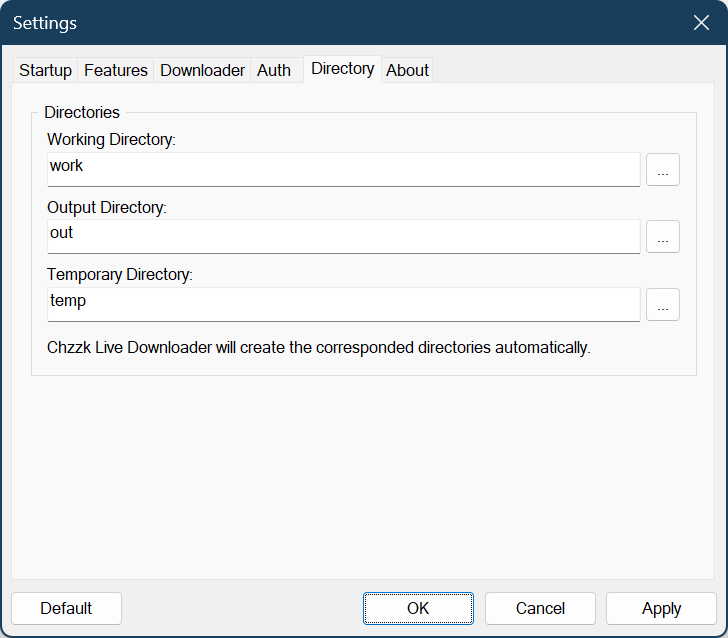 Settings
Startup Features Downloader Auth Directory About
Directories
Working Directory:
work
...
Output Directory:
out
...
Temporary Directory:
temp
...
Chzzk Live Downloader will create the corresponded directories automatically.
Default OK Cancel Apply